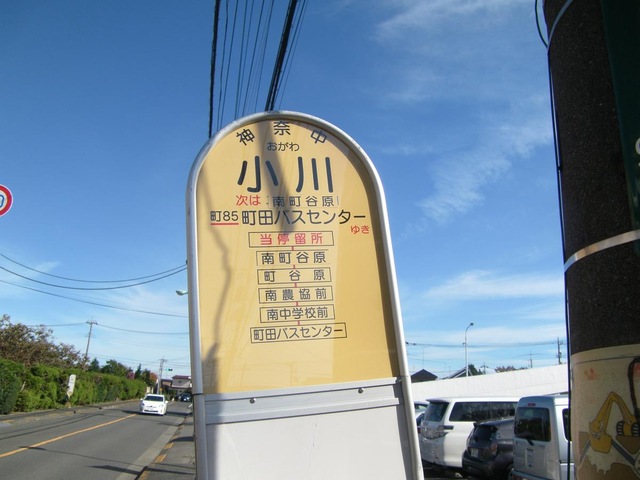 神奈中
おがわ
小川
次は 南町谷原
町85 町田バスセンター
ゆき
当停留所
南町谷原
町谷原
南農協前
南中学校前
町田バスセンター